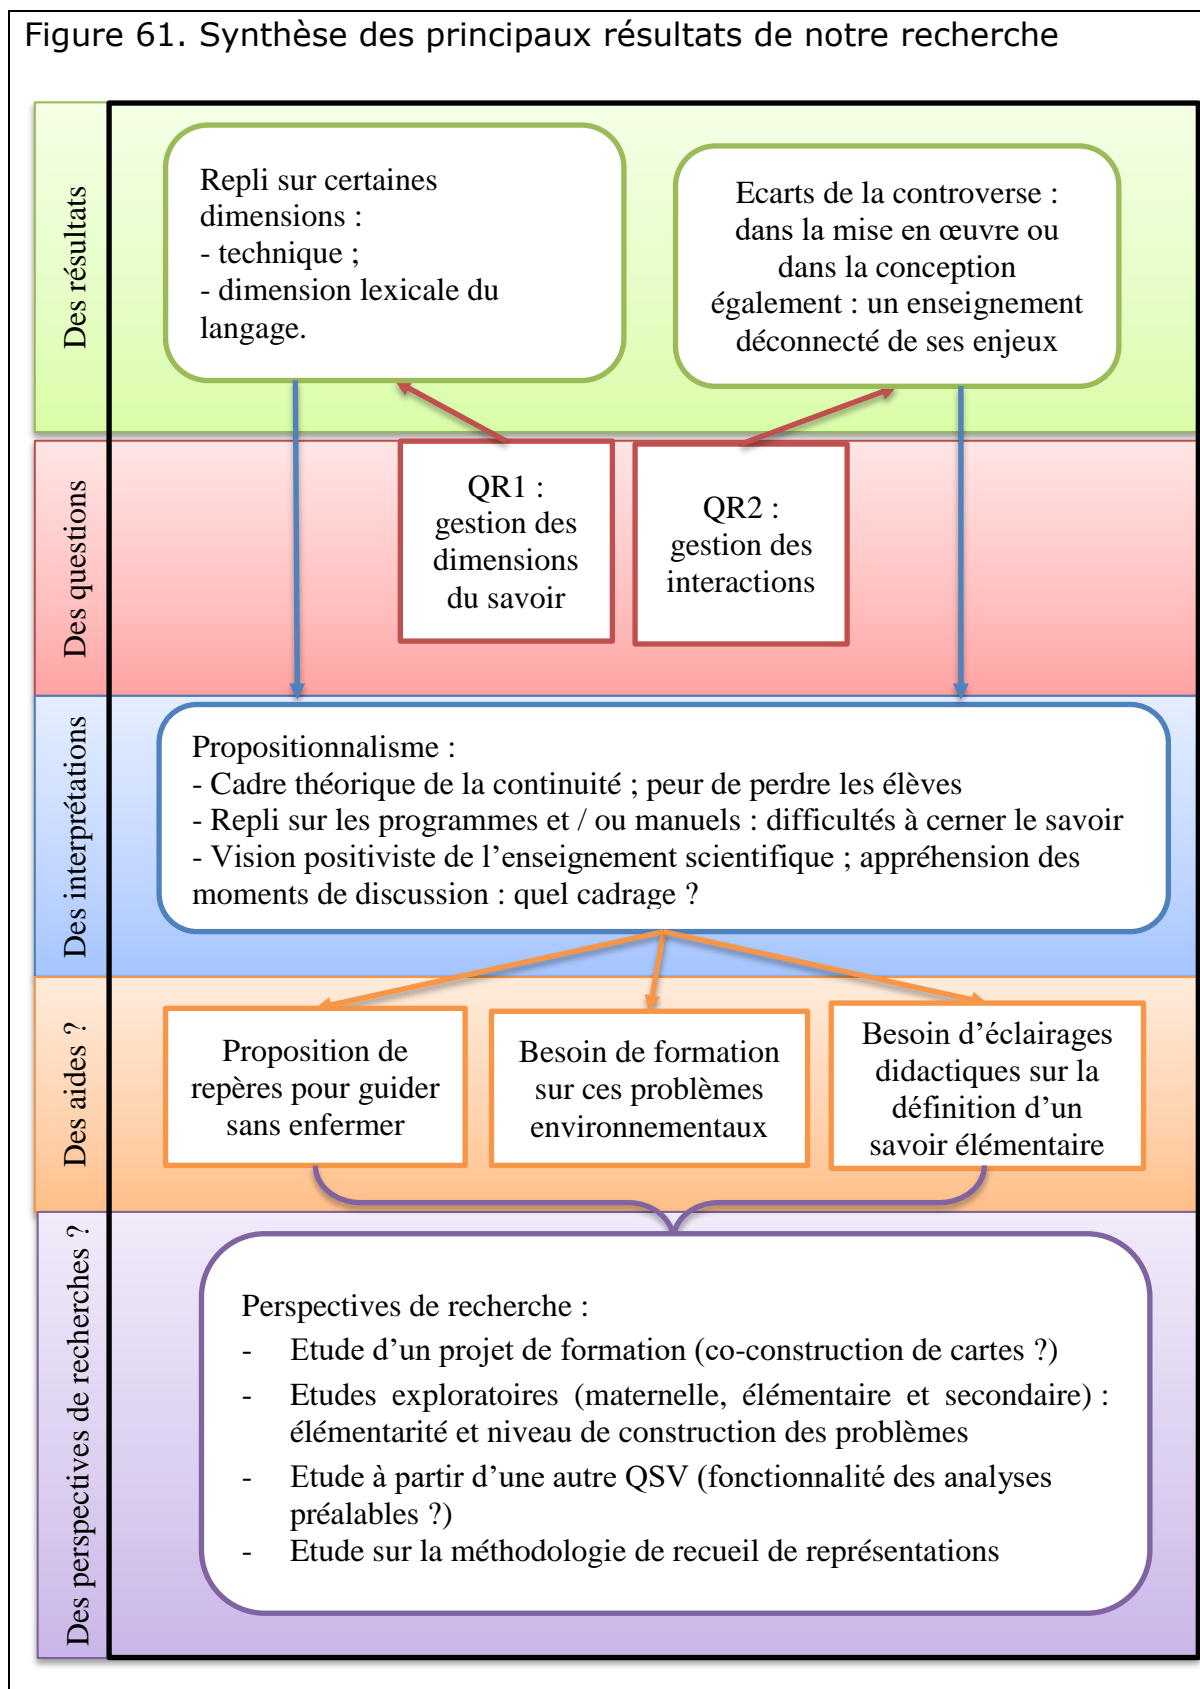 Figure 61. Synthèse des principaux résultats de notre recherche
Des résultats
Repli sur certaines
dimensions :
- technique ;
- dimension lexicale du
langage.
Ecarts de la controverse :
dans la mise en œuvre ou
dans la conception
également : un enseignement
déconnecté de ses enjeux
Des questions
QR1 :
gestion des
dimensions
du savoir
QR2 :
gestion des
interactions
Des interprétations
Propositionnalisme :
- Cadre théorique de la continuité ; peur de perdre les élèves
- Repli sur les programmes et / ou manuels : difficultés à cerner le savoir
- Vision positiviste de l’enseignement scientifique ; appréhension des
moments de discussion : quel cadrage ?
Des aides ?
Proposition de
repères pour guider
sans enfermer
Besoin de formation
sur ces problèmes
environnementaux
Besoin d’éclairages
didactiques sur la
définition d’un
savoir élémentaire
Des perspectives de recherches ?
Perspectives de recherche :
- Etude d’un projet de formation (co-construction de cartes ?)
- Etudes exploratoires (maternelle, élémentaire et secondaire) :
élémentarité et niveau de construction des problèmes
- Etude à partir d’une autre QSV (fonctionnalité des analyses
préalables ?)
- Etude sur la méthodologie de recueil de représentations